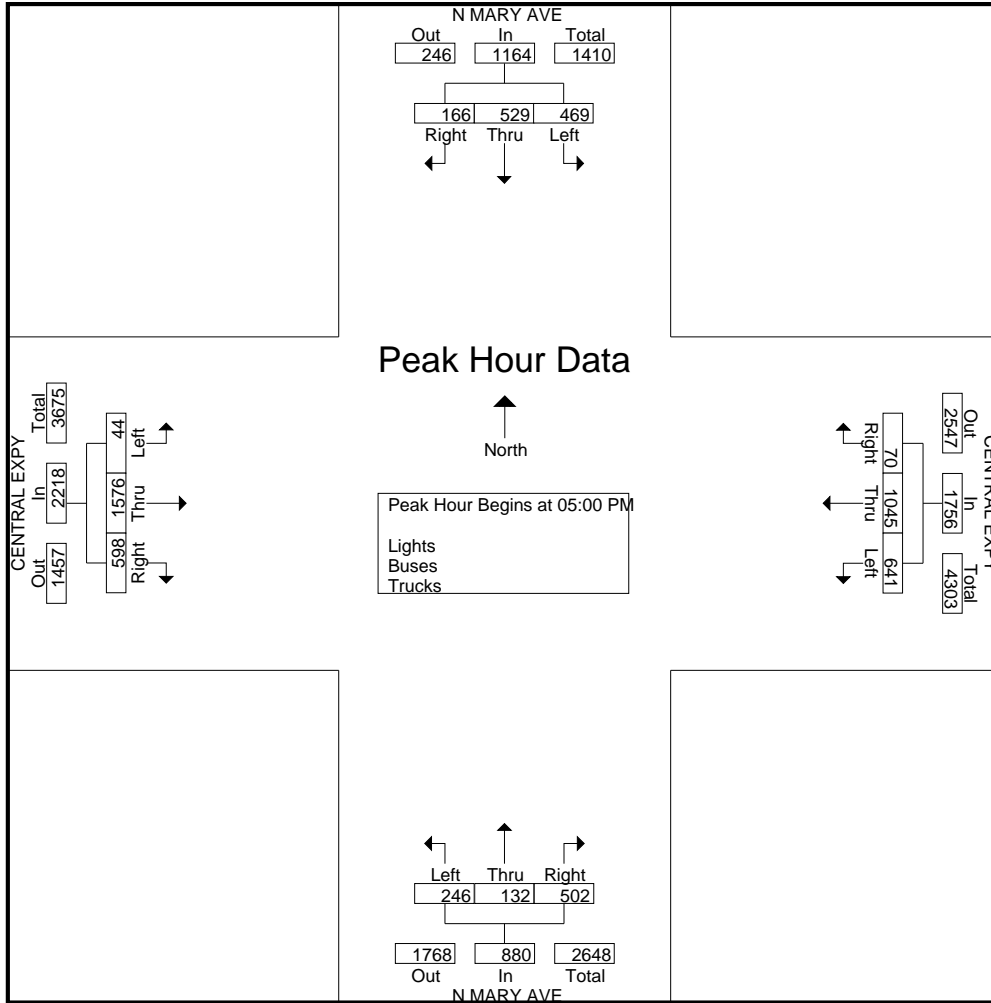 N MARY AVE
Out In Total
246 1164 1410
166 529 469
Right Thru Left
Peak Hour Data
North
Peak Hour Begins at 05:00 PM
Lights
Buses
Trucks
CENTRAL EXPY
Out In Total
1457 2218 3675
598 1576 44
Right Thru Left
CENTRAL EXPY
Out In Total
2547 1756 4303
70 1045 641
Right Thru Left
Left Thru Right
246 132 502
1768 880 2648
Out In Total
N MARY AVE